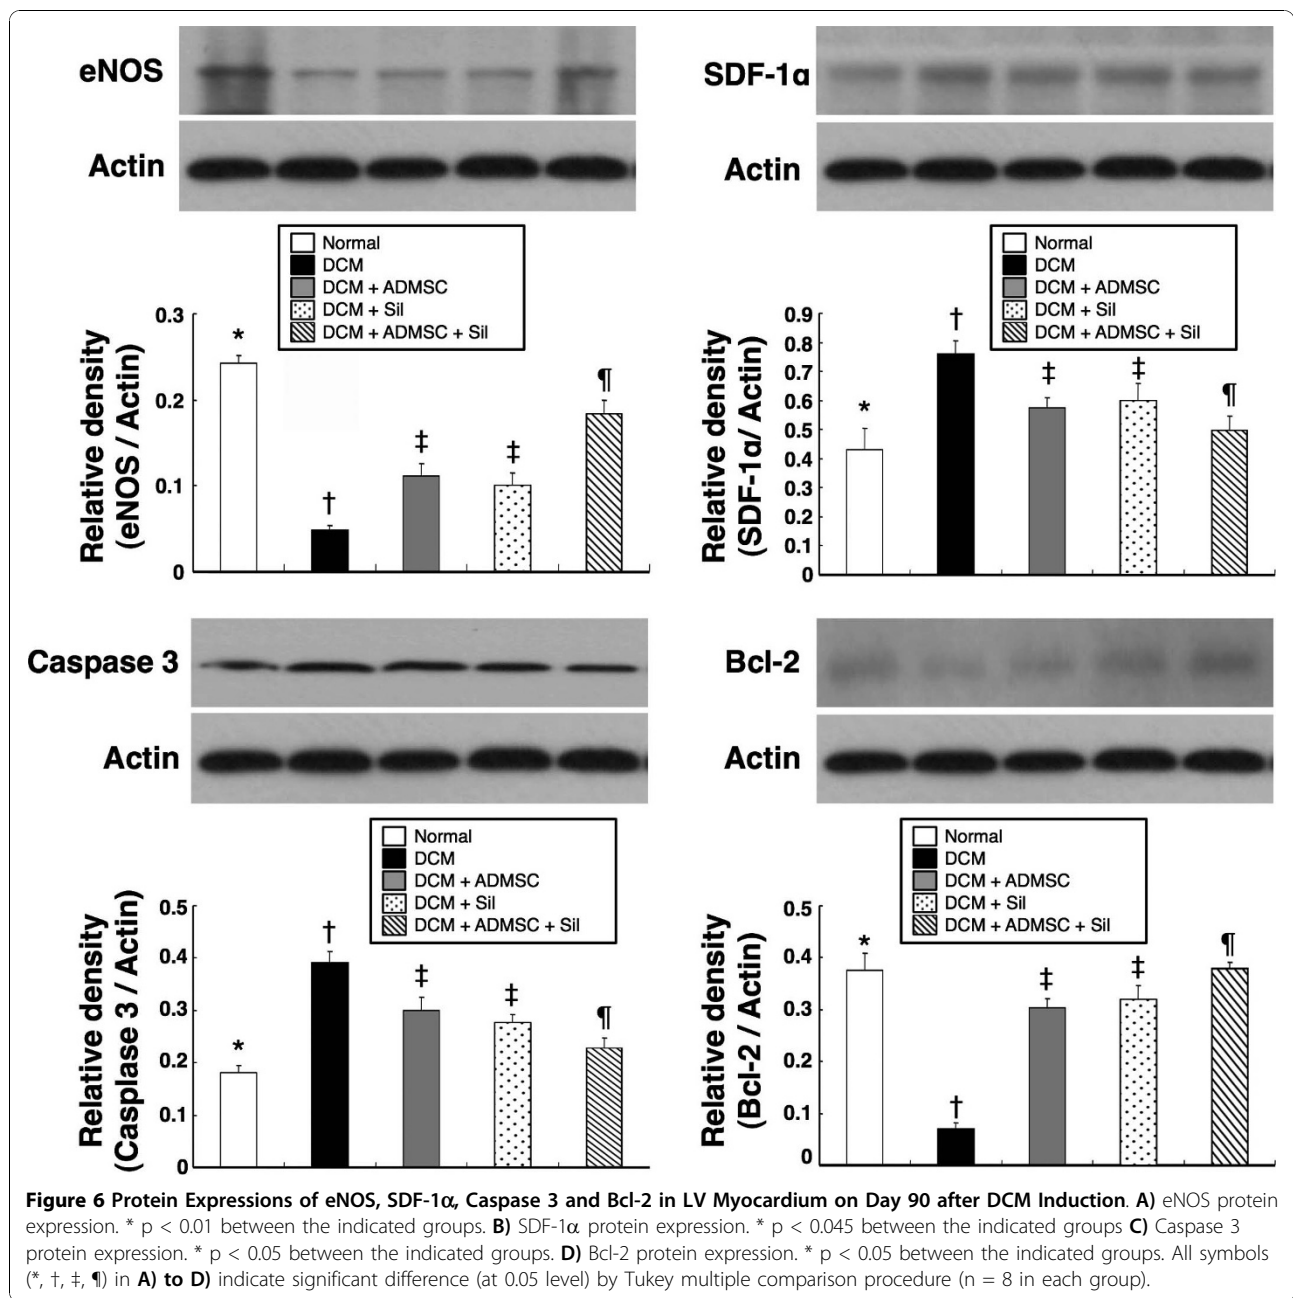 eNOS
Actin
Normal
DCM
DCM + ADMSC
DCM + Sil
DCM + ADMSC + Sil
Relative density
(eNOS / Actin)
0.3
0.2
0.1
0
*
†
‡
‡
¶
SDF-1α
Actin
Normal
DCM
DCM + ADMSC
DCM + Sil
DCM + ADMSC + Sil
Relative density
(SDF-1α/ Actin)
0.9
0.8
0.7
0.6
0.5
0.4
0.3
0.2
0.1
0
*
†
‡
‡
¶
Caspase 3
Actin
Normal
DCM
DCM + ADMSC
DCM + Sil
DCM + ADMSC + Sil
Relative density
(Casplase 3 / Actin)
0.5
0.4
0.3
0.2
0.1
0
*
†
‡
‡
¶
Bcl-2
Actin
Normal
DCM
DCM + ADMSC
DCM + Sil
DCM + ADMSC + Sil
Relative density
(Bcl-2 / Actin)
0.5
0.4
0.3
0.2
0.1
0
*
†
‡
‡
¶
Figure 6 Protein Expressions of eNOS, SDF-1α, Caspase 3 and Bcl-2 in LV Myocardium on Day 90 after DCM Induction. A) eNOS protein
expression. * p < 0.01 between the indicated groups. B) SDF-1α protein expression. * p < 0.045 between the indicated groups C) Caspase 3
protein expression. * p < 0.05 between the indicated groups. D) Bcl-2 protein expression. * p < 0.05 between the indicated groups. All symbols
(*, †, ‡, ¶) in A) to D) indicate significant difference (at 0.05 level) by Tukey multiple comparison procedure (n = 8 in each group).